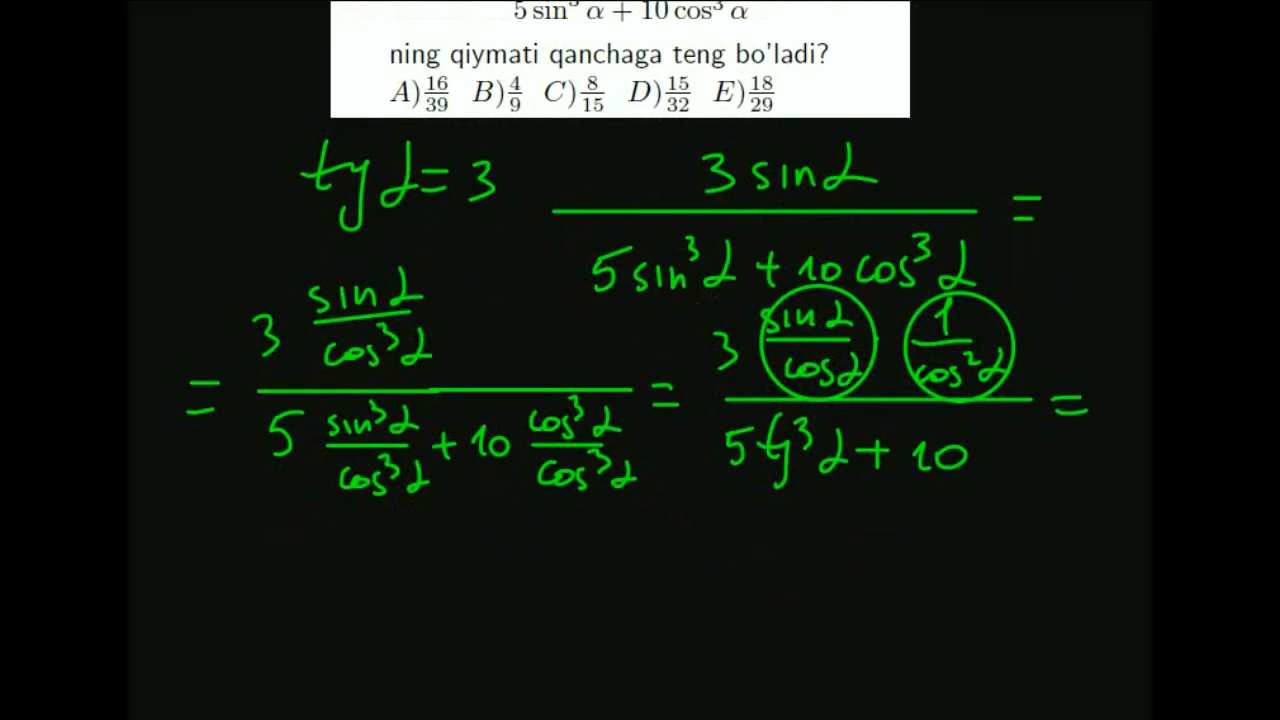 5 sin³ α + 10 cos³ α
ning qiymati qanchaga teng bo'ladi?
A) 16/39 B) 4/9 C) 8/15 D) 15/32 E) 18/29
tg α = 3
3 sin α / (5 sin³ α + 10 cos³ α) =
= (3 sin α / cos³ α) / (5 sin³ α / cos³ α + 10 cos³ α / cos³ α) = (3 (sin α / cos α) (1 / cos² α)) / (5 tg³ α + 10) =